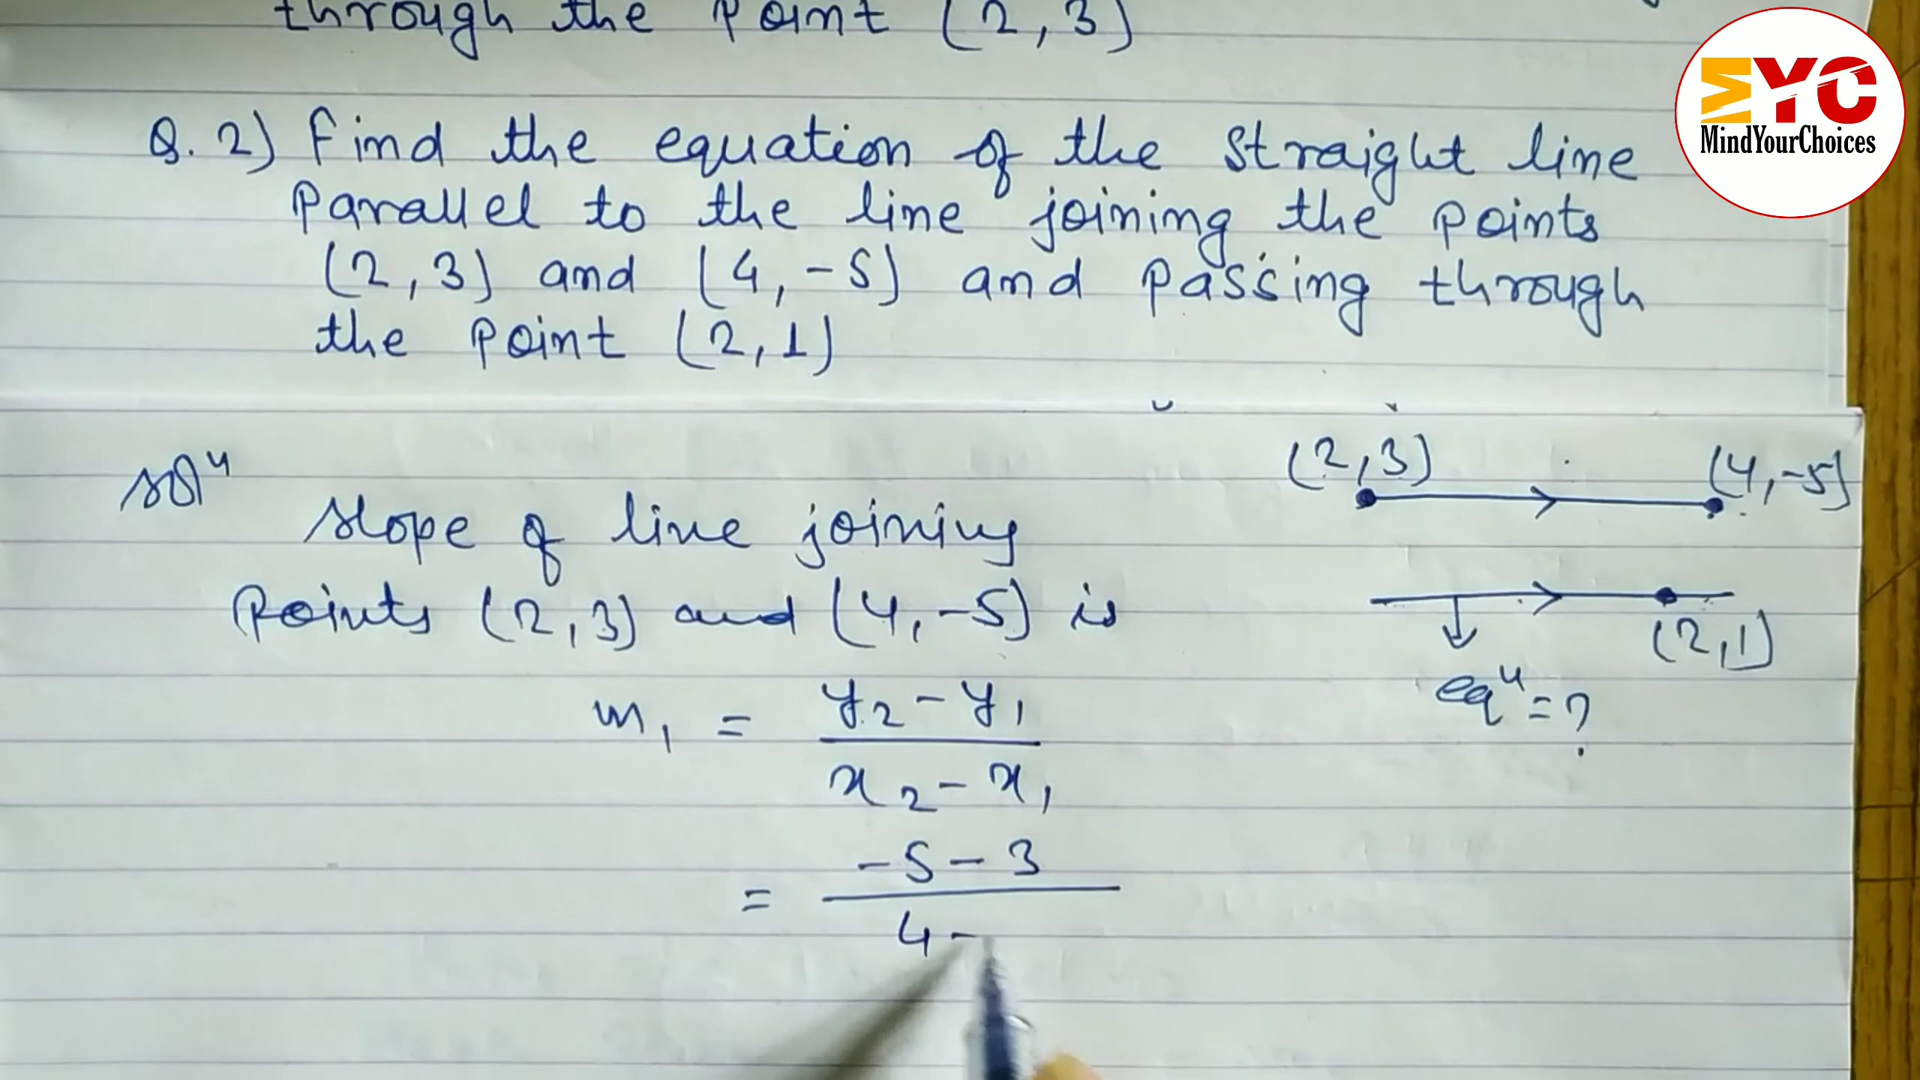 through the point (2,3)
MYC
MindYourChoices
Q.2) Find the equation of the straight line
parallel to the line joining the points
(2,3) and (4,-5) and passing through
the point (2,1)
(2,3) (4,-5)
solⁿ
slope of line joining
points (2,3) and (4,-5) is
(2,1)
eqⁿ = ?
m₁ = y₂-y₁
x₂-x₁
= -5-3
4-